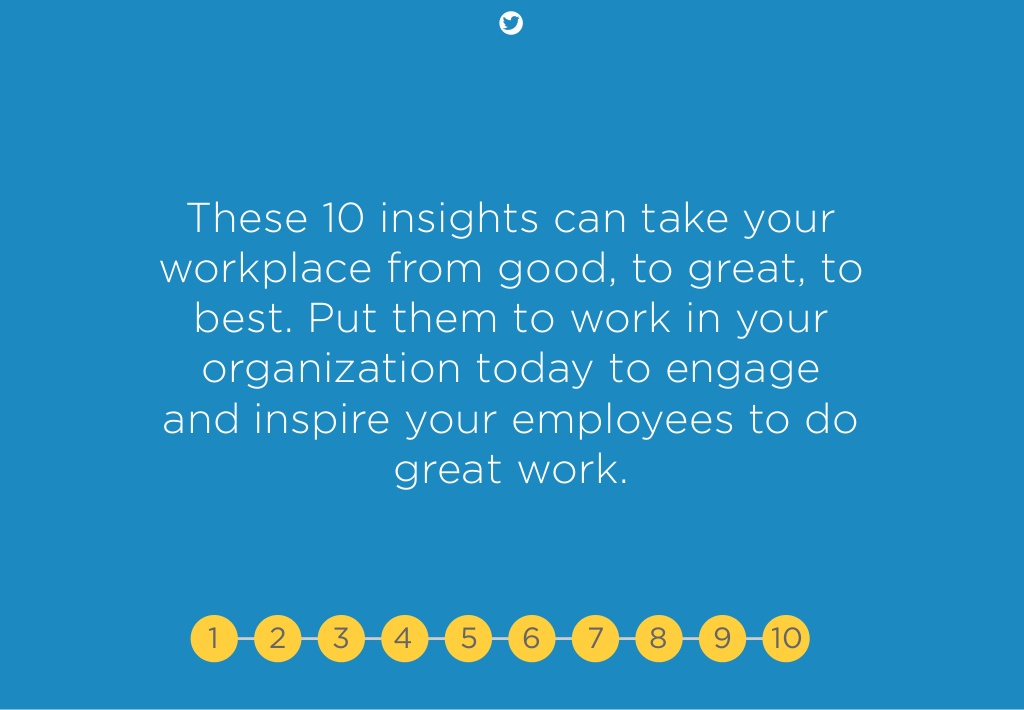 These 10 insights can take your
workplace from good, to great, to
best. Put them to work in your
organization today to engage
and inspire your employees to do
great work.
1 2 3 4 5 6 7 8 9 10